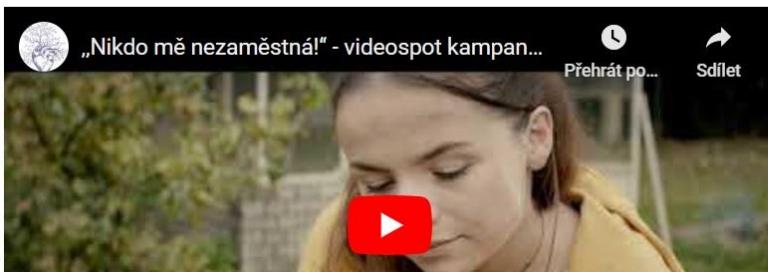 „Nikdo mě nezaměstná!“ - videospot kampan...
Přehrát po...
Sdílet